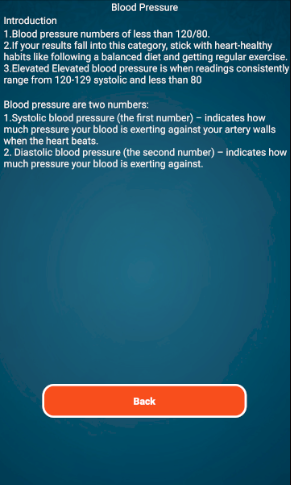 Blood Pressure
Introduction
1.Blood pressure numbers of less than 120/80.
2.If your results fall into this category, stick with heart-healthy
habits like following a balanced diet and getting regular exercise.
3.Elevated Elevated blood pressure is when readings consistently
range from 120-129 systolic and less than 80
Blood pressure are two numbers:
1.Systolic blood pressure (the first number) – indicates how
much pressure your blood is exerting against your artery walls
when the heart beats.
2. Diastolic blood pressure (the second number) – indicates how
much pressure your blood is exerting against.
Back